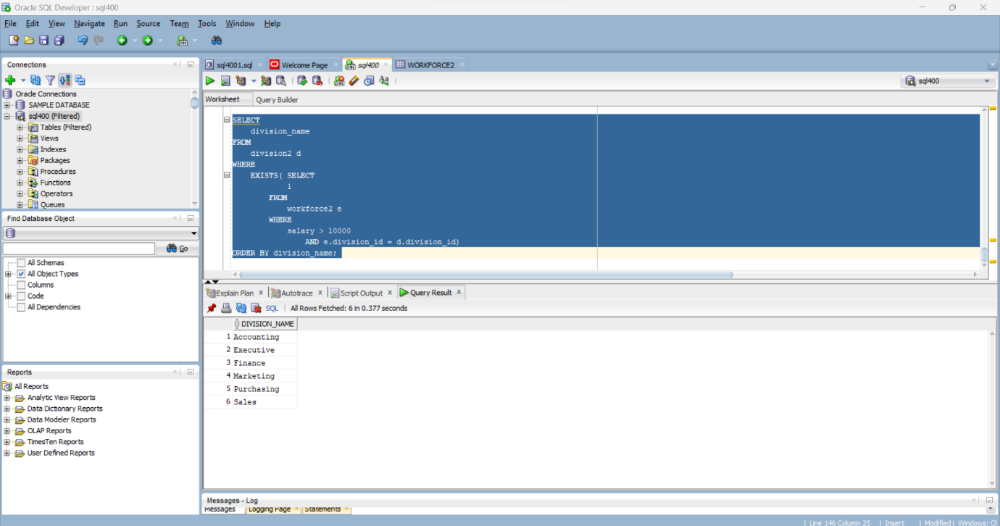 Oracle SQL Developer : sql400
File Edit View Navigate Run Source Team Tools Window Help
Connections
Oracle Connections
SAMPLE DATABASE
sql400 (Filtered)
Tables (Filtered)
Views
Indexes
Packages
Procedures
Functions
Operators
Queues
Find Database Object
Go
All Schemas
All Object Types
Columns
Code
All Dependencies
Reports
All Reports
Analytic View Reports
Data Dictionary Reports
Data Modeler Reports
OLAP Reports
TimesTen Reports
User Defined Reports
sql4001.sql Welcome Page sql400 WORKFORCE2
sql400
Worksheet Query Builder
SELECT
division_name
FROM
division2 d
WHERE
EXISTS( SELECT
1
FROM
workforce2 e
WHERE
salary > 10000
AND e.division_id = d.division_id)
ORDER BY division_name;
Explain Plan Autotrace Script Output Query Result
SQL | All Rows Fetched: 6 in 0.377 seconds
DIVISION_NAME
1 Accounting
2 Executive
3 Finance
4 Marketing
5 Purchasing
6 Sales
Messages - Log
Messages Logging Page Statements
| Line 146 Column 25 | Insert | Modified | Windows: CF